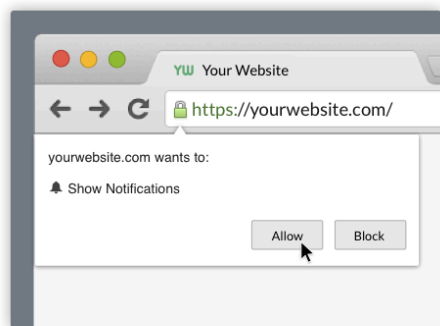 YW Your Website
https://yourwebsite.com/
yourwebsite.com wants to:
Show Notifications
Allow Block